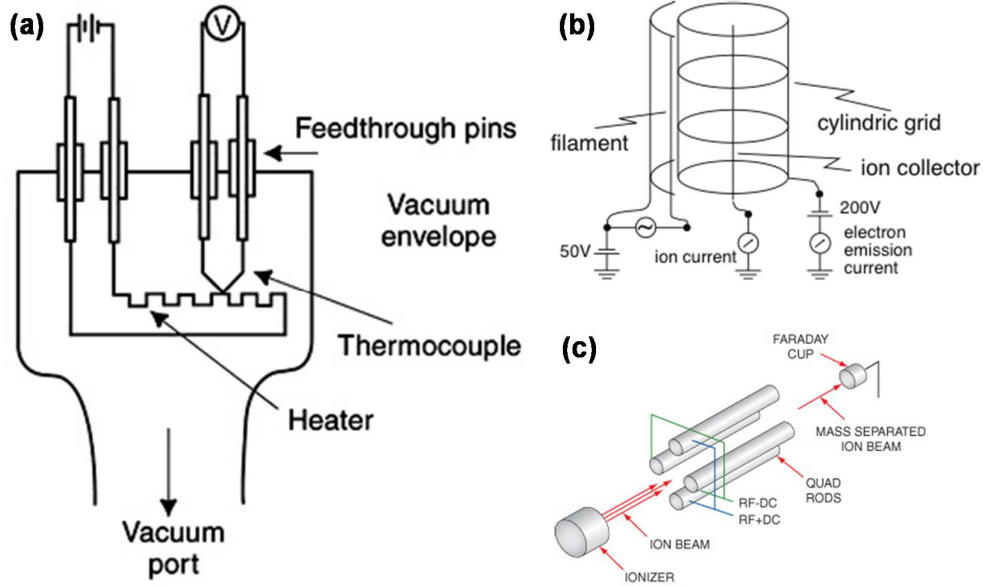 (a)
V
Feedthrough pins
Vacuum
envelope
Thermocouple
Heater
Vacuum
port
(b)
filament
cylindric grid
ion collector
50V
ion current
200V
electron
emission
current
(c)
FARADAY
CUP
MASS SEPARATED
ION BEAM
QUAD
RODS
RF-DC
RF+DC
ION BEAM
IONIZER